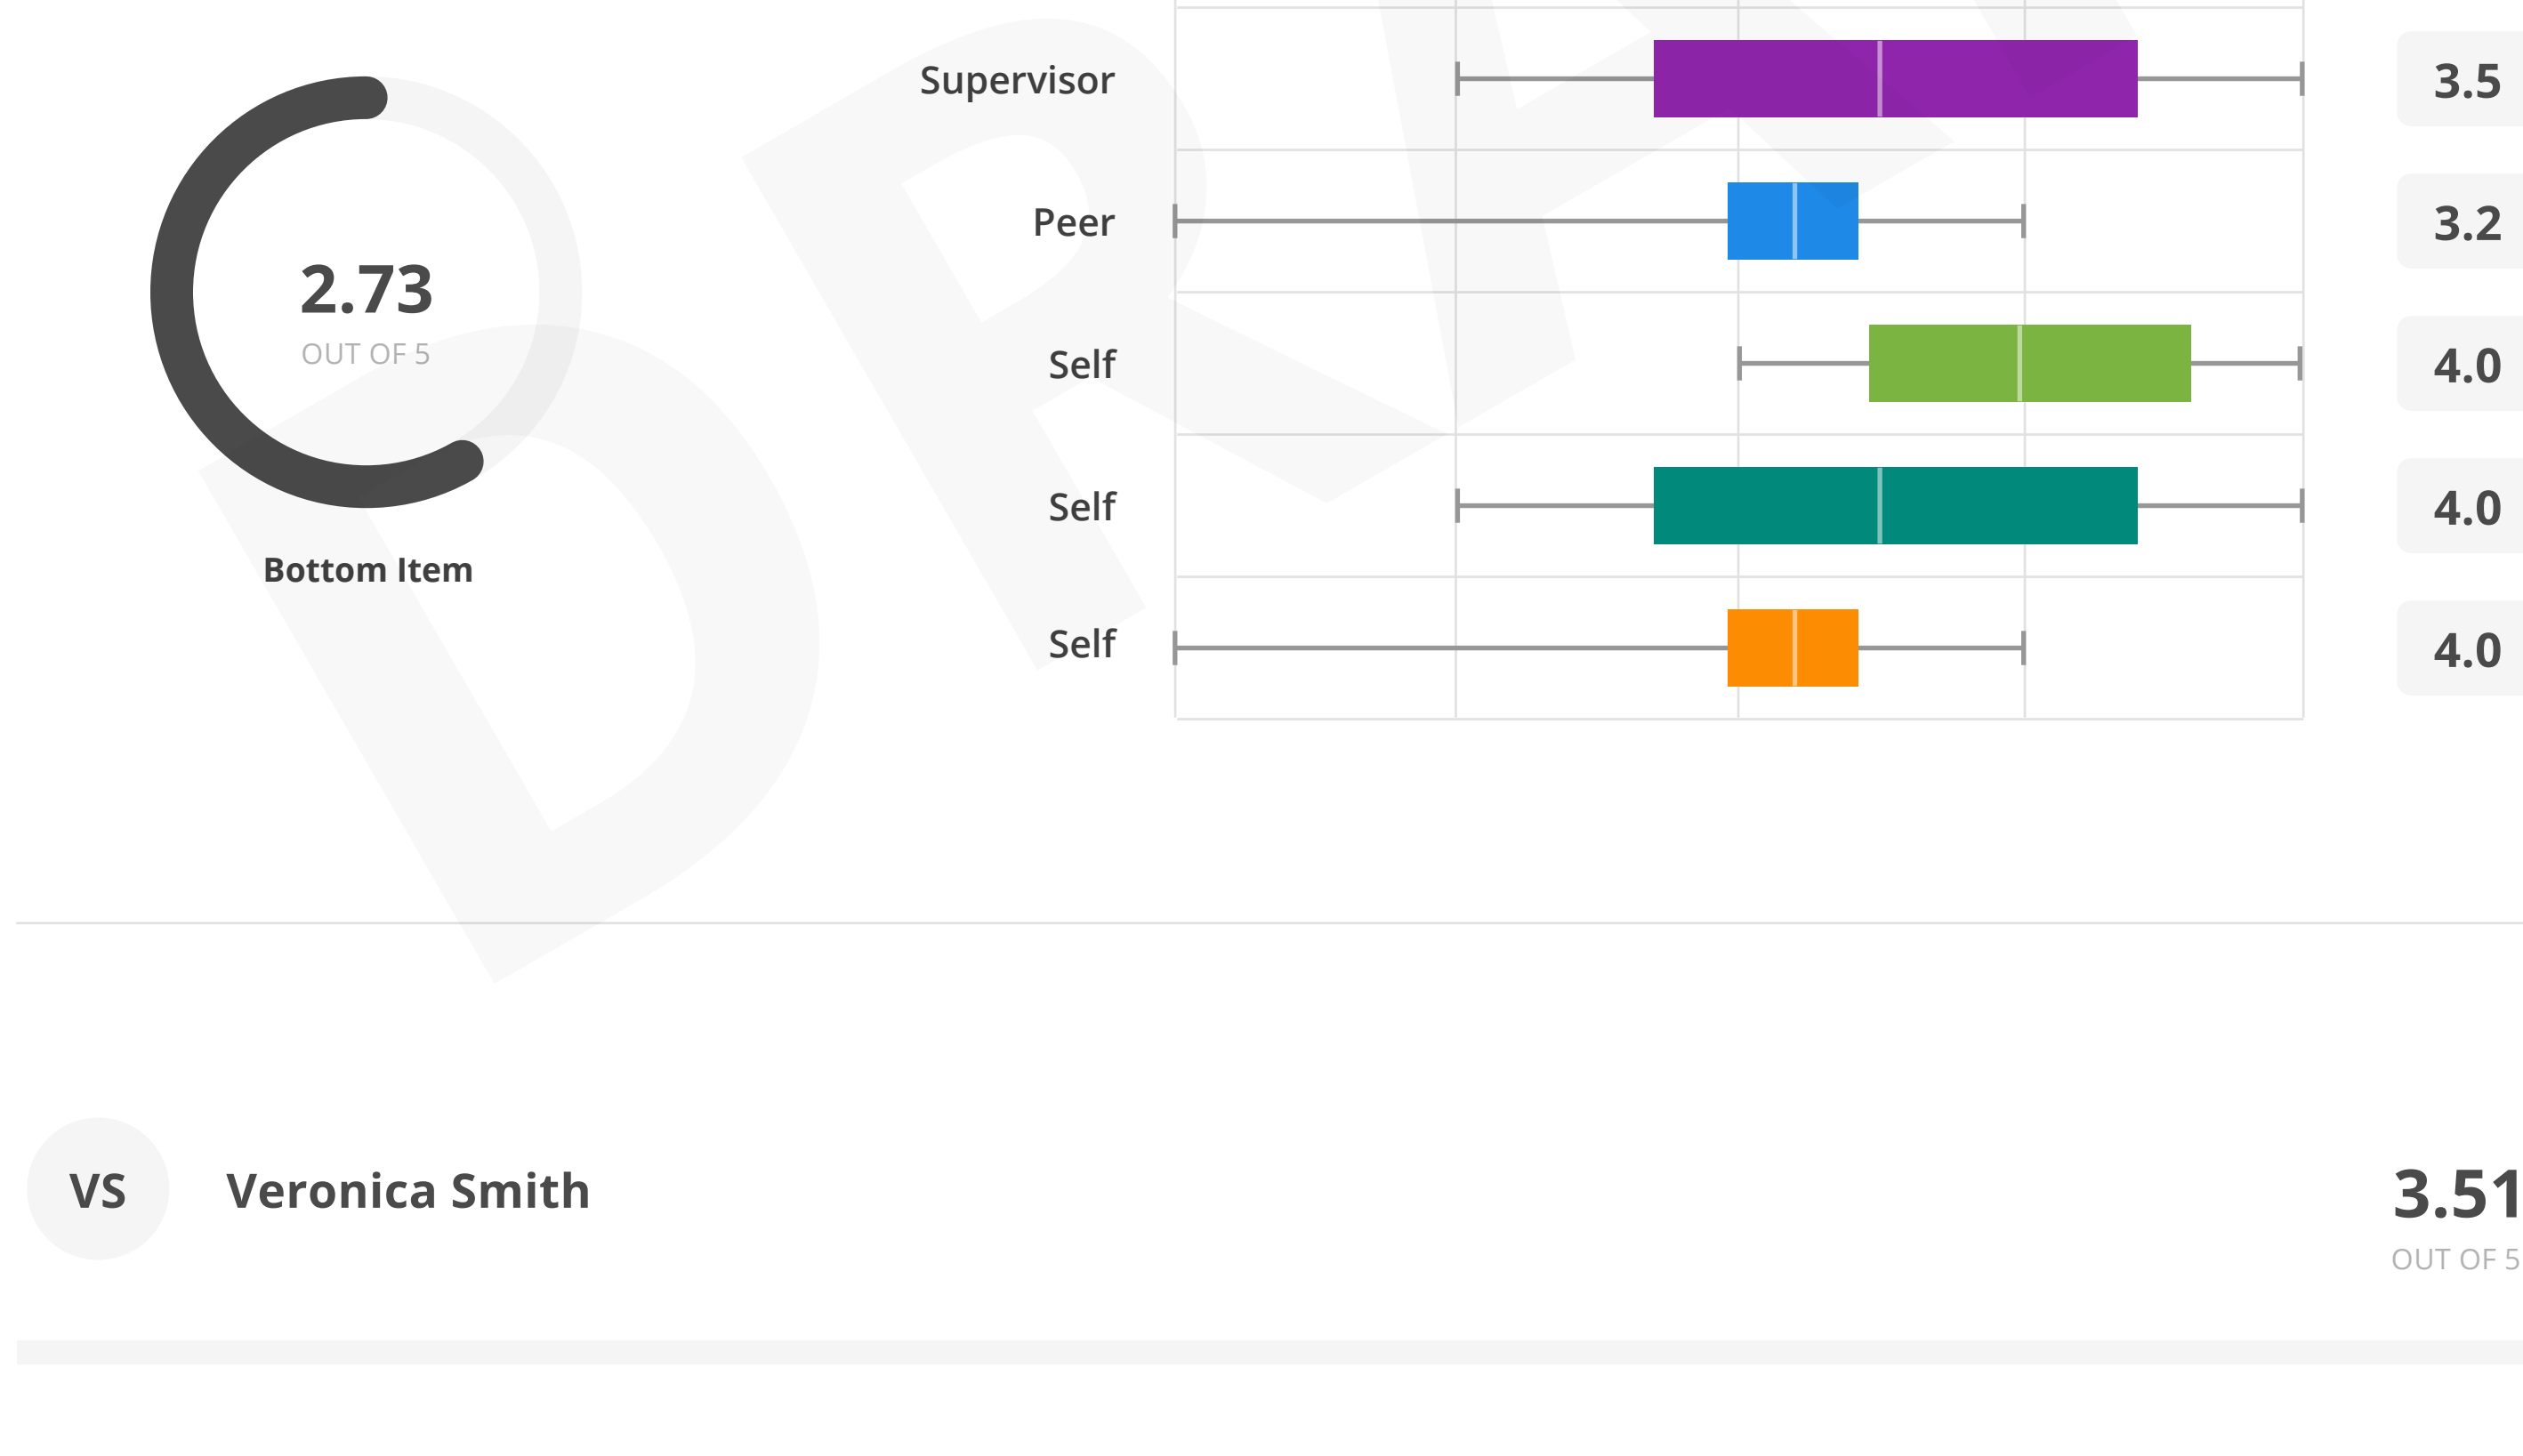 Supervisor
3.5
Peer
3.2
2.73
OUT OF 5
Self
4.0
Self
4.0
Bottom Item
Self
4.0
VS
Veronica Smith
3.51
OUT OF 5